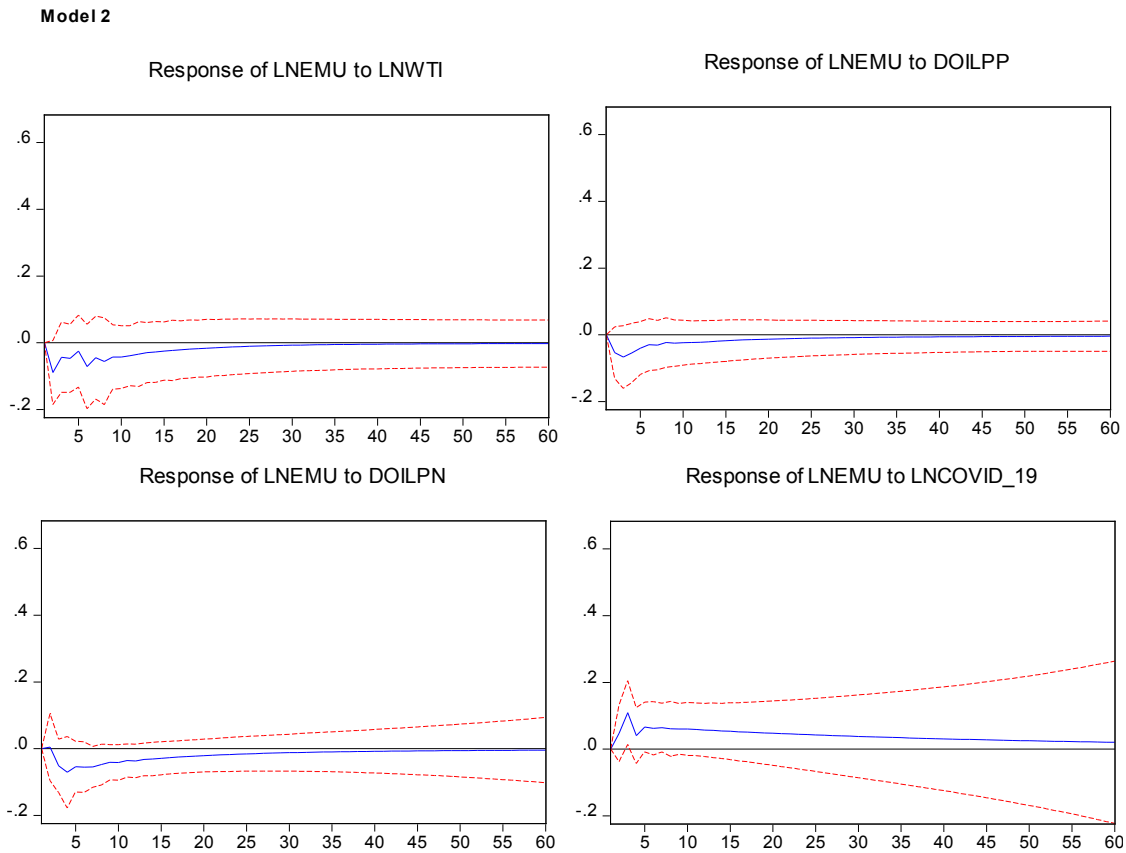 Model 2
Response of LNEMU to LNWTI
.6
.4
.2
.0
-.2
5 10 15 20 25 30 35 40 45 50 55 60
Response of LNEMU to DOILPP
.6
.4
.2
.0
-.2
5 10 15 20 25 30 35 40 45 50 55 60
Response of LNEMU to DOILPN
.6
.4
.2
.0
-.2
5 10 15 20 25 30 35 40 45 50 55 60
Response of LNEMU to LNCOVID_19
.6
.4
.2
.0
-.2
5 10 15 20 25 30 35 40 45 50 55 60